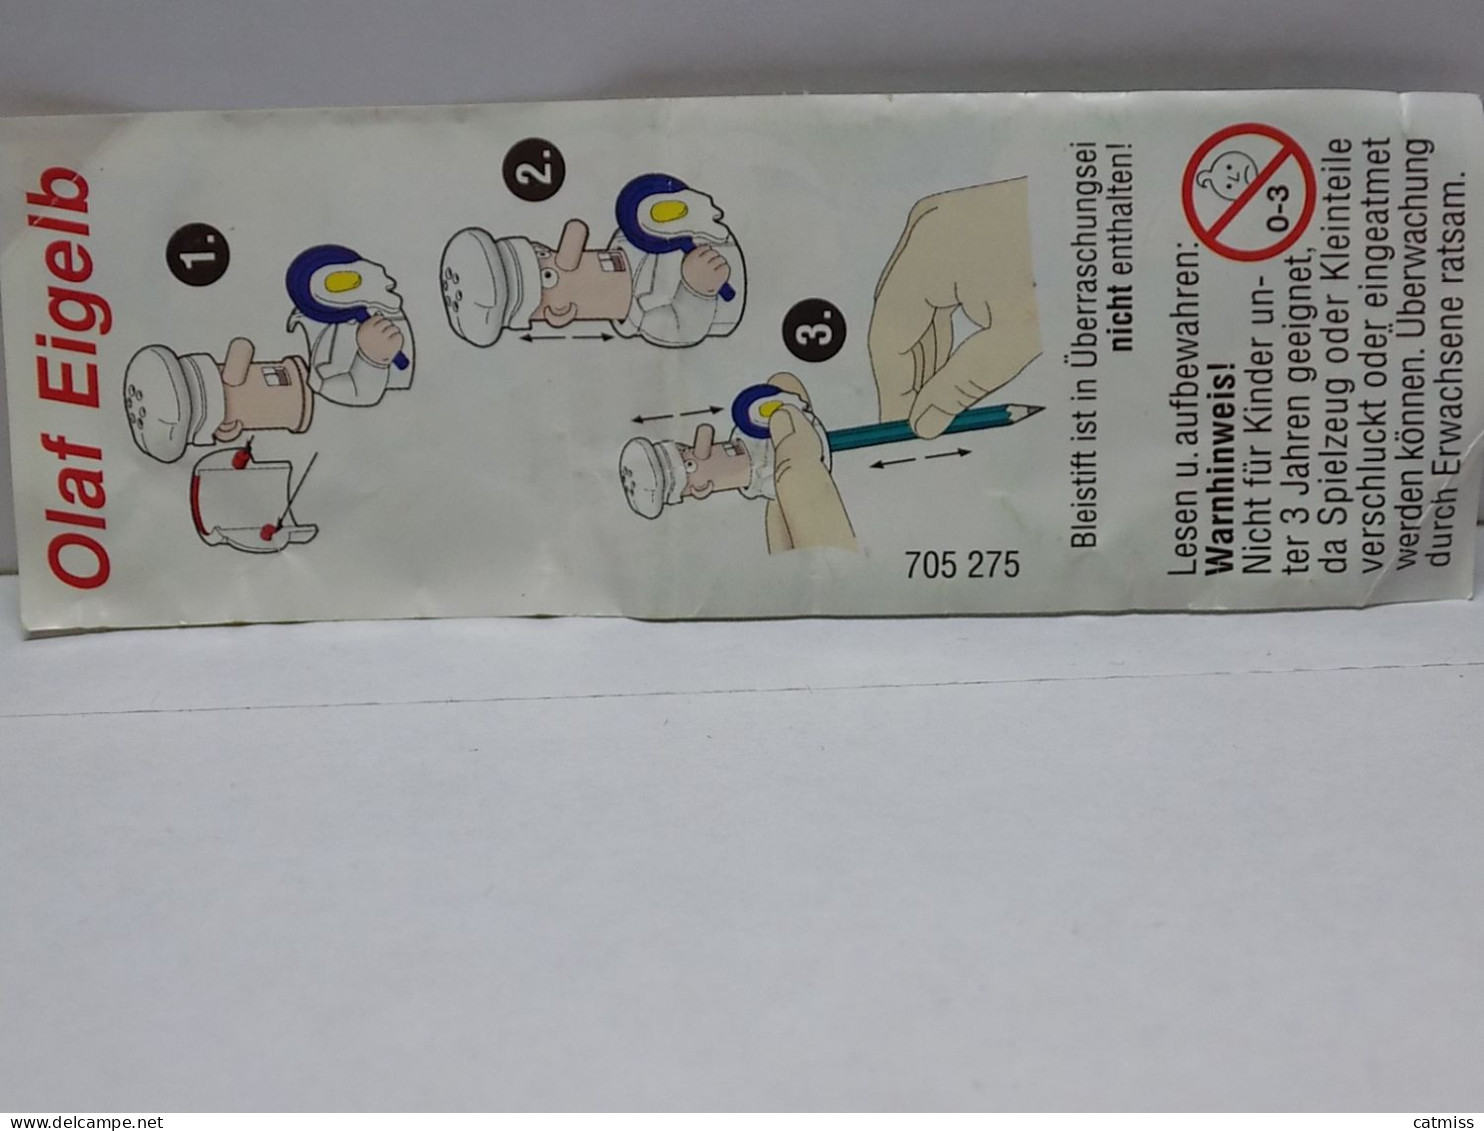 Olaf Eigelb
1.
2.
3.
705 275
Bleistift ist in Überraschungsei
nicht enthalten!
Lesen u. aufbewahren:
Warnhinweis!
Nicht für Kinder un-
ter 3 Jahren geeignet,
da Spielzeug oder Kleinteile
verschluckt oder eingeatmet
werden können. Überwachung
durch Erwachsene ratsam.
0-3
delcampe.net
catmiss